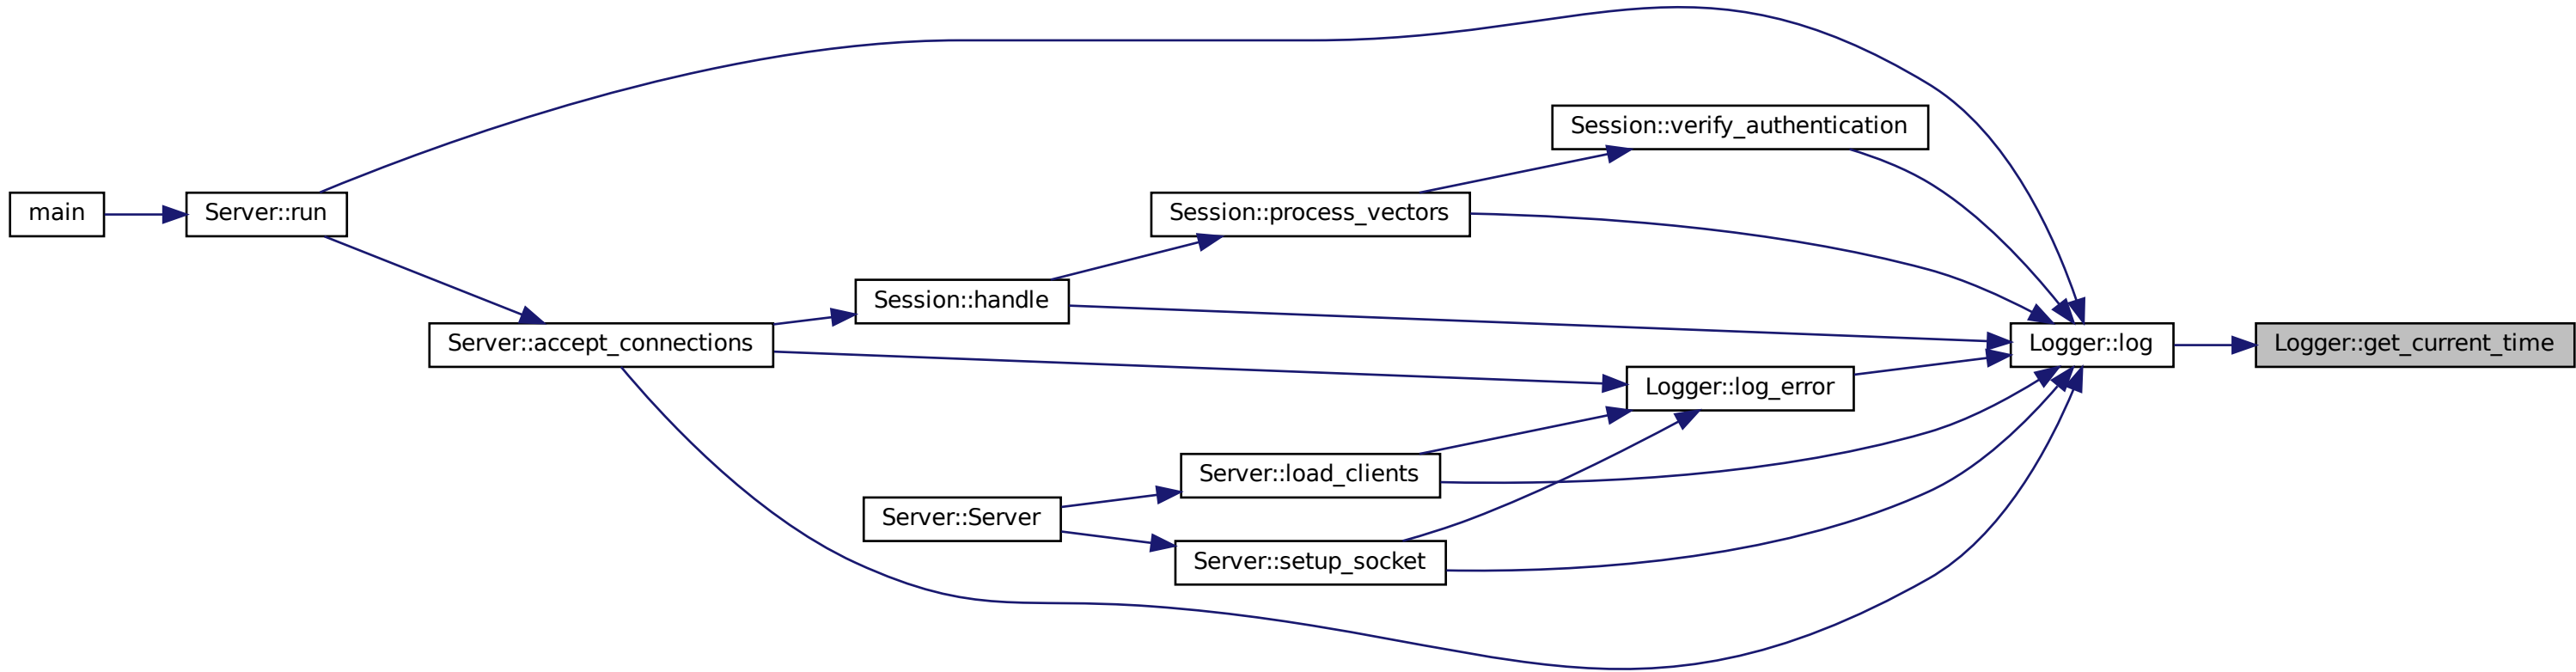 Session::verify_authentication
main
Server::run
Session::process_vectors
Session::handle
Server::accept_connections
Logger::log
Logger::get_current_time
Logger::log_error
Server::load_clients
Server::Server
Server::setup_socket